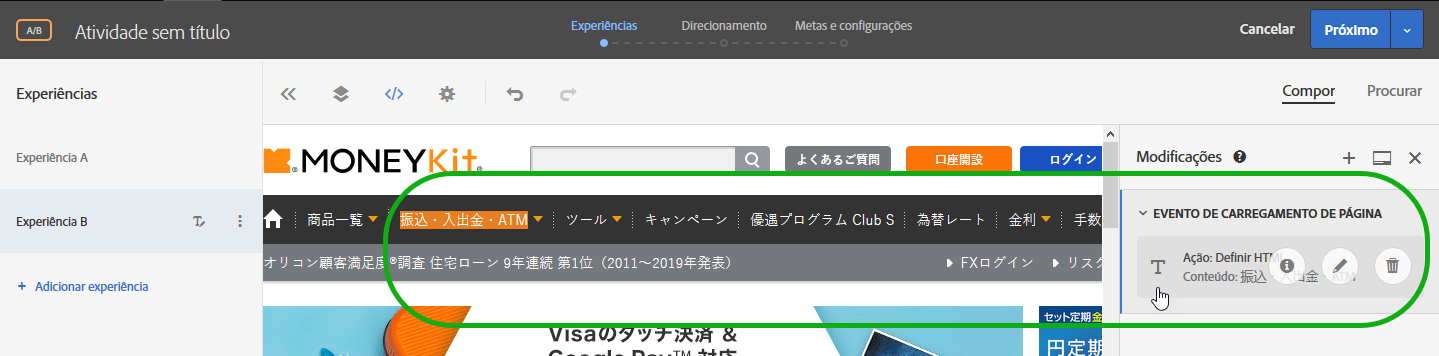 A/B
Atividade sem título
Experiências Direcionamento Metas e configurações
Cancelar
Próximo
Experiências
Compor Procurar
Experiência A
Experiência B
+ Adicionar experiência
MONEYKit®
よくあるご質問
口座開設
ログイン
商品一覧 振込・入出金・ATM ツール キャンペーン 優遇プログラム Club S 為替レート 金利 手数
オリコン顧客満足度®調査 住宅ローン 9年連続 第1位（2011～2019年発表）
FXログイン リスク
Visaのタッチ決済 &
Google Pay™ 対応
セット定期金
円定期
Modificações
EVENTO DE CARREGAMENTO DE PÁGINA
Ação: Definir HTML
Conteúdo: 振込・入出金・ATM